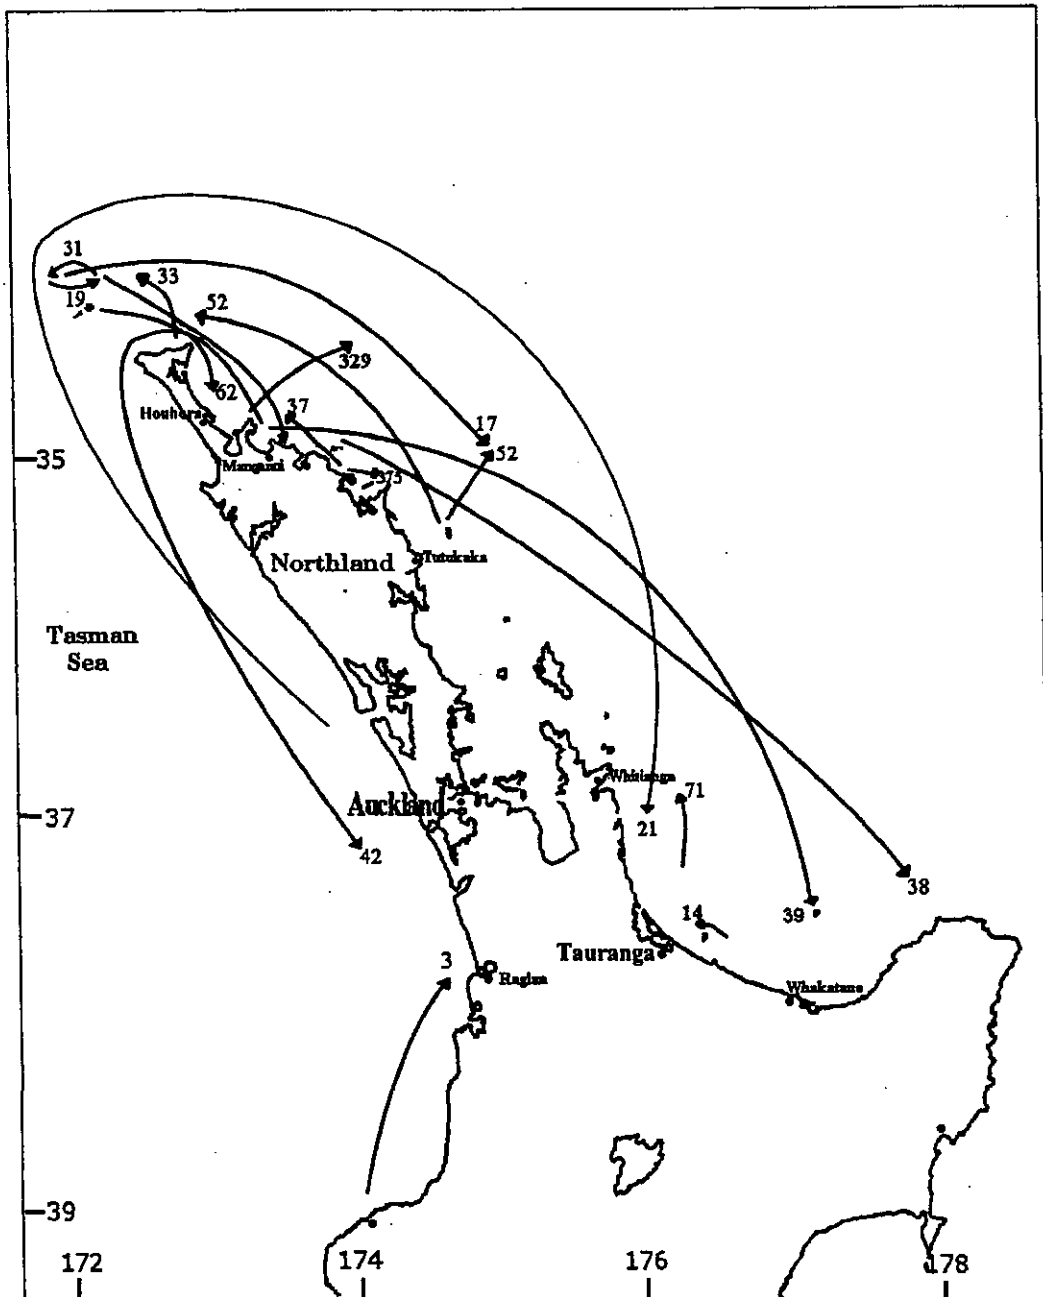 31
33
19
52
329
62
37
Houhora
17
35
52
Mangonui
375
Northland
Tutukaka
Tasman
Sea
Whitianga
71
Auckland
37
21
42
38
14
39
Tauranga
3
Raglan
Whakatane
39
172
174
176
178